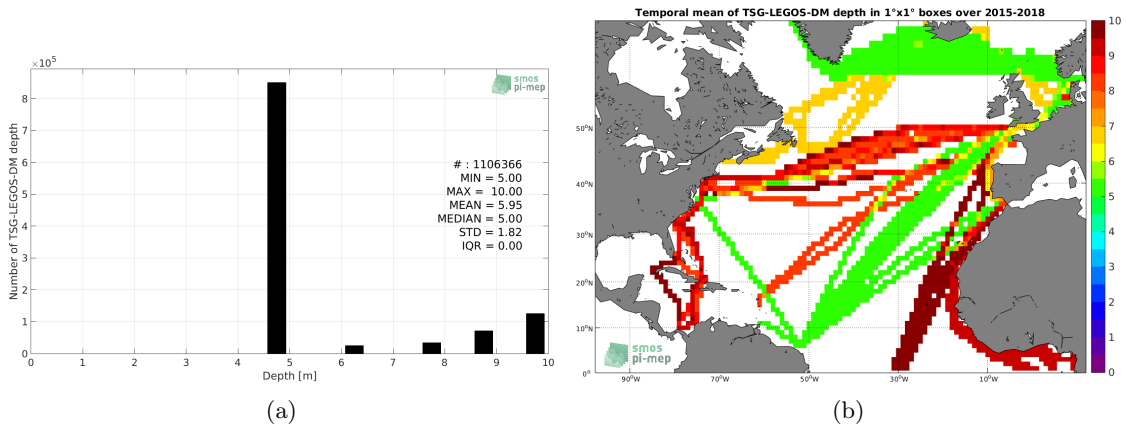 Temporal mean of TSG-LEGOS-DM depth in 1°x1° boxes over 2015-2018
×10⁵
smos
pi-mep
8
7
6
5
4
3
2
1
0
Number of TSG-LEGOS-DM depth
# : 1106366
MIN = 5.00
MAX = 10.00
MEAN = 5.95
MEDIAN = 5.00
STD = 1.82
IQR = 0.00
0 1 2 3 4 5 6 7 8 9 10
Depth [m]
(a)
50°N
40°N
30°N
20°N
10°N
0°
90°W 70°W 50°W 30°W 10°W
smos
pi-mep
10
9
8
7
6
5
4
3
2
1
0
(b)